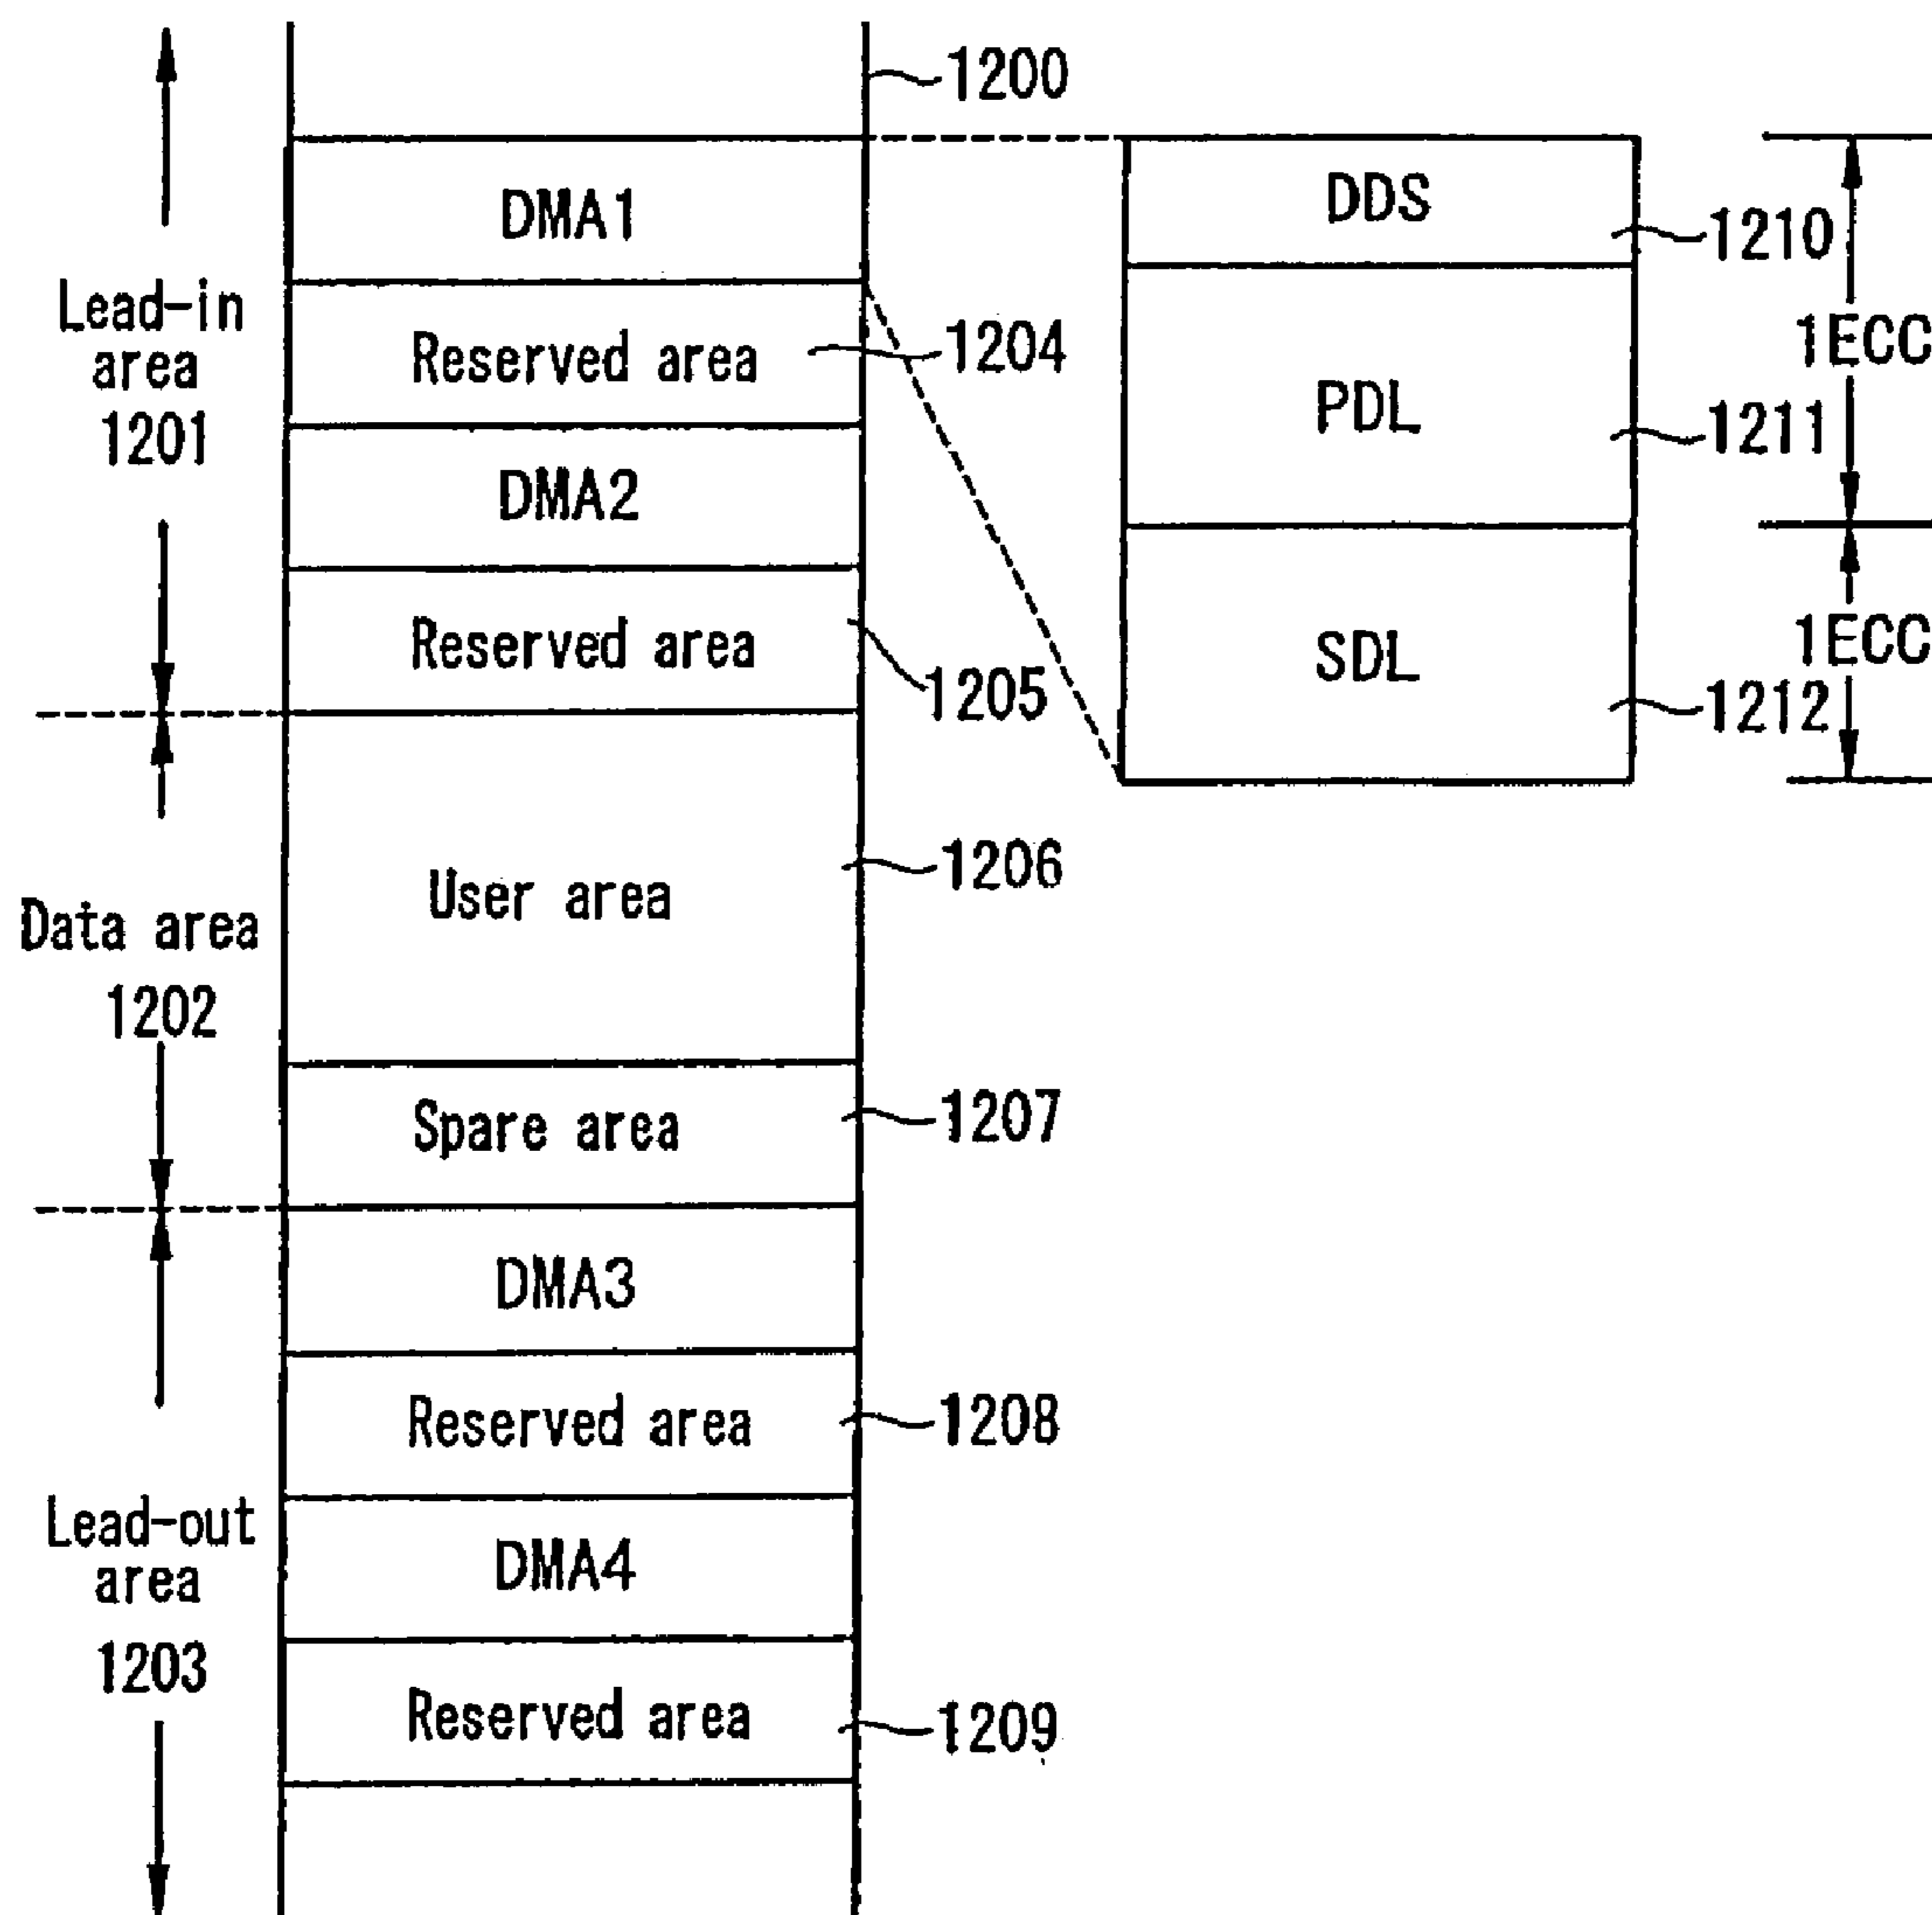 1200
DMA1
Lead-in
area
1201
Reserved area
1204
DMA2
Reserved area
1205
User area
1206
Data area
1202
Spare area
1207
DMA3
Reserved area
1208
Lead-out
area
1203
DMA4
Reserved area
1209
DDS
1210
1ECC
PDL
1211
SDL
1ECC
1212